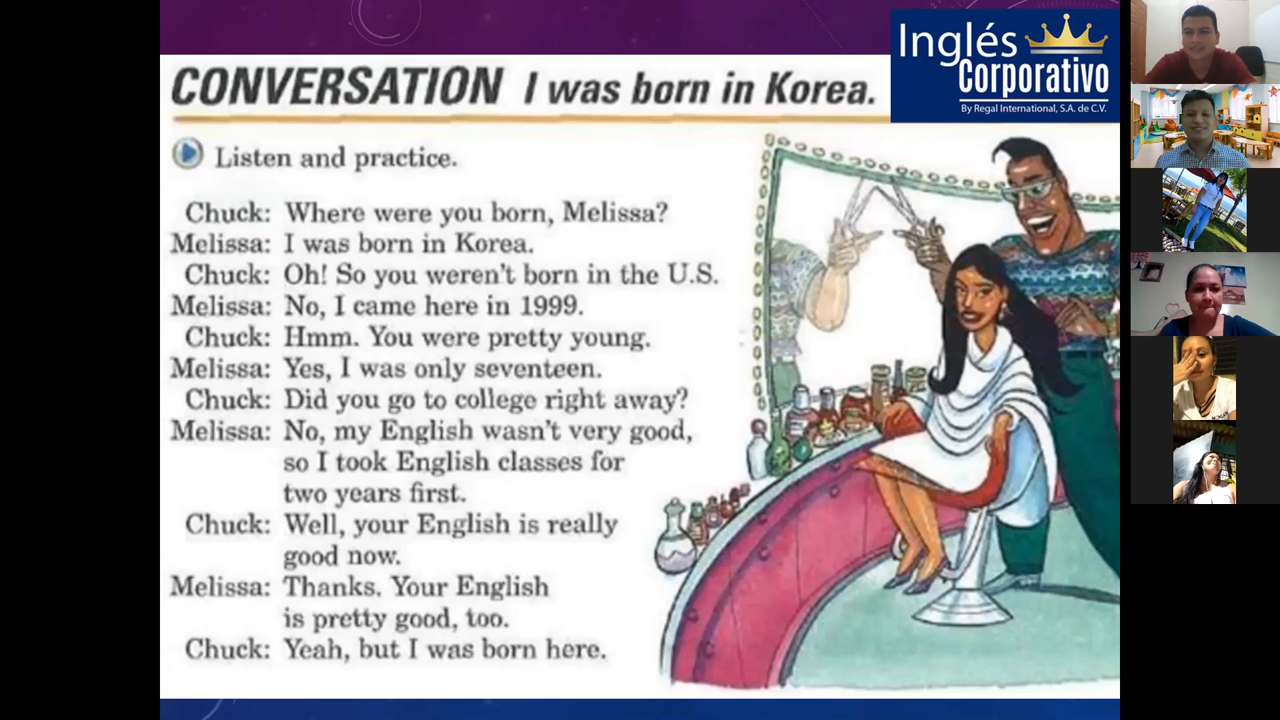 Inglés
Corporativo
By Regal International, S.A. de C.V.
CONVERSATION I was born in Korea.
Listen and practice.
Chuck: Where were you born, Melissa?
Melissa: I was born in Korea.
Chuck: Oh! So you weren't born in the U.S.
Melissa: No, I came here in 1999.
Chuck: Hmm. You were pretty young.
Melissa: Yes, I was only seventeen.
Chuck: Did you go to college right away?
Melissa: No, my English wasn't very good,
so I took English classes for
two years first.
Chuck: Well, your English is really
good now.
Melissa: Thanks. Your English
is pretty good, too.
Chuck: Yeah, but I was born here.